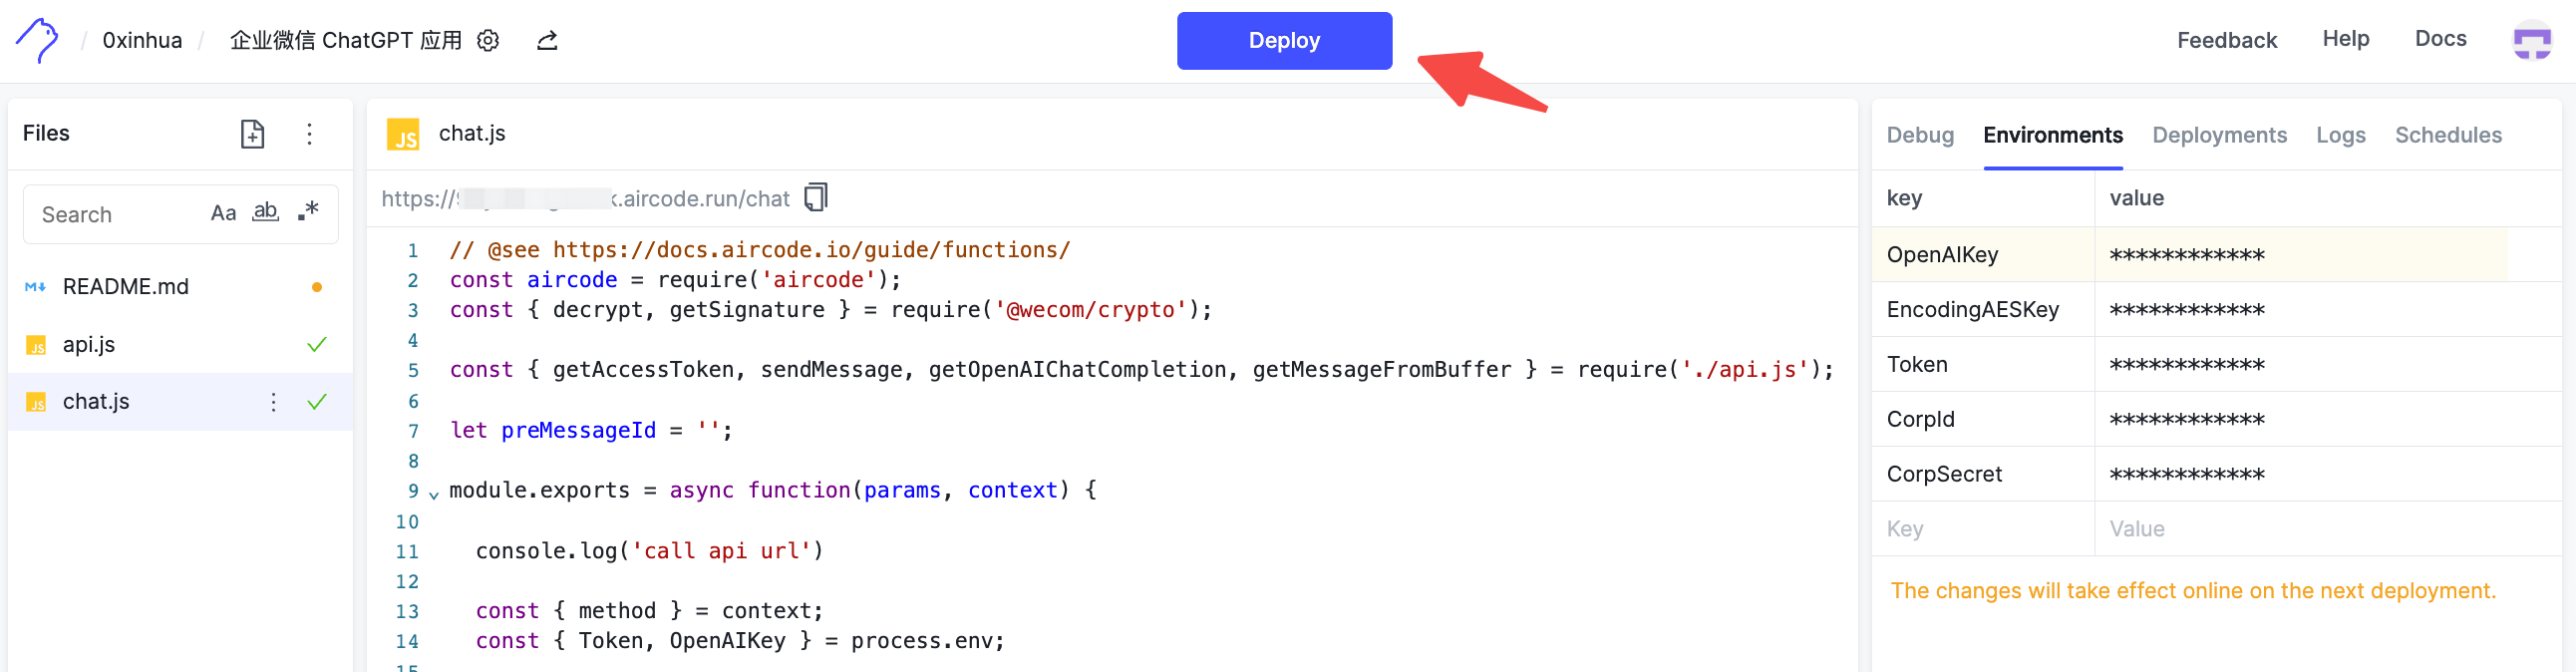 / 0xinhua / 企业微信 ChatGPT 应用
Deploy
Feedback Help Docs
Files
Search Aa ab .*
README.md
JS api.js
JS chat.js
JS chat.js
https://.aircode.run/chat
1 // @see https://docs.aircode.io/guide/functions/
2 const aircode = require('aircode');
3 const { decrypt, getSignature } = require('@wecom/crypto');
4
5 const { getAccessToken, sendMessage, getOpenAIChatCompletion, getMessageFromBuffer } = require('./api.js');
6
7 let preMessageId = '';
8
9 module.exports = async function(params, context) {
10
11 console.log('call api url')
12
13 const { method } = context;
14 const { Token, OpenAIKey } = process.env;
15
Debug Environments Deployments Logs Schedules
key value
OpenAIKey ************
EncodingAESKey ************
Token ************
CorpId ************
CorpSecret ************
Key Value
The changes will take effect online on the next deployment.